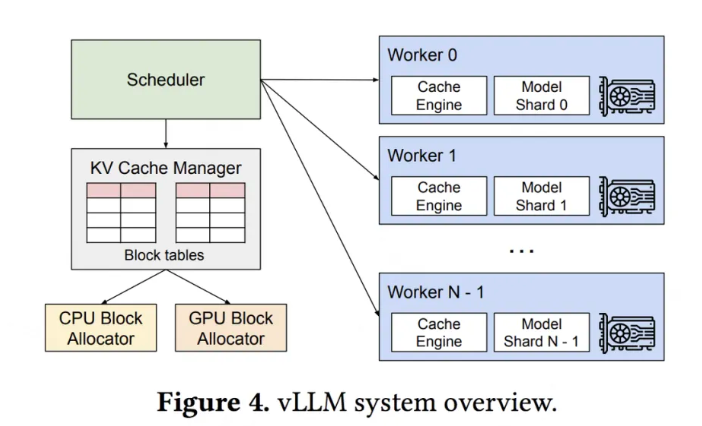 Scheduler
KV Cache Manager
Block tables
CPU Block
Allocator
GPU Block
Allocator
Worker 0
Cache
Engine
Model
Shard 0
Worker 1
Cache
Engine
Model
Shard 1
...
Worker N - 1
Cache
Engine
Model
Shard N - 1
Figure 4. vLLM system overview.